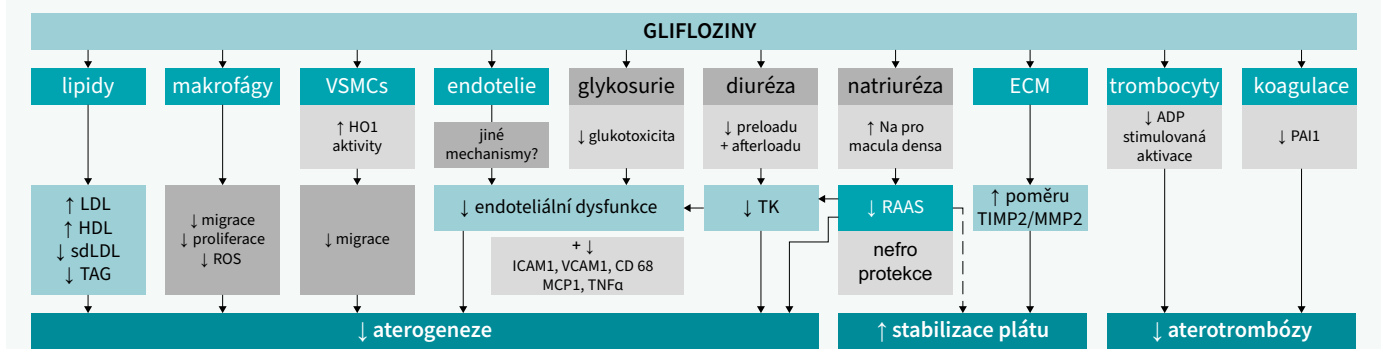 GLIFLOZINY
lipidy
makrofágy
VSMCs
endotelie
glykosurie
diuréza
natriuréza
ECM
trombocyty
koagulace
↑ HO1
aktivity
jiné
mechanismy?
↓ glukotoxicita
↓ preloadu
+ afterloadu
↑ Na pro
macula densa
↓ ADP
stimulovaná
aktivace
↓ PAI1
↑ LDL
↑ HDL
↓ sdLDL
↓ TAG
↓ migrace
↓ proliferace
↓ ROS
↓ migrace
↓ endoteliální dysfunkce
+ ↓
ICAM1, VCAM1, CD 68
MCP1, TNFα
↓ TK
↓ RAAS
nefro
protekce
↑ poměru
TIMP2/MMP2
↓ aterogeneze
↑ stabilizace plátu
↓ aterotrombózy